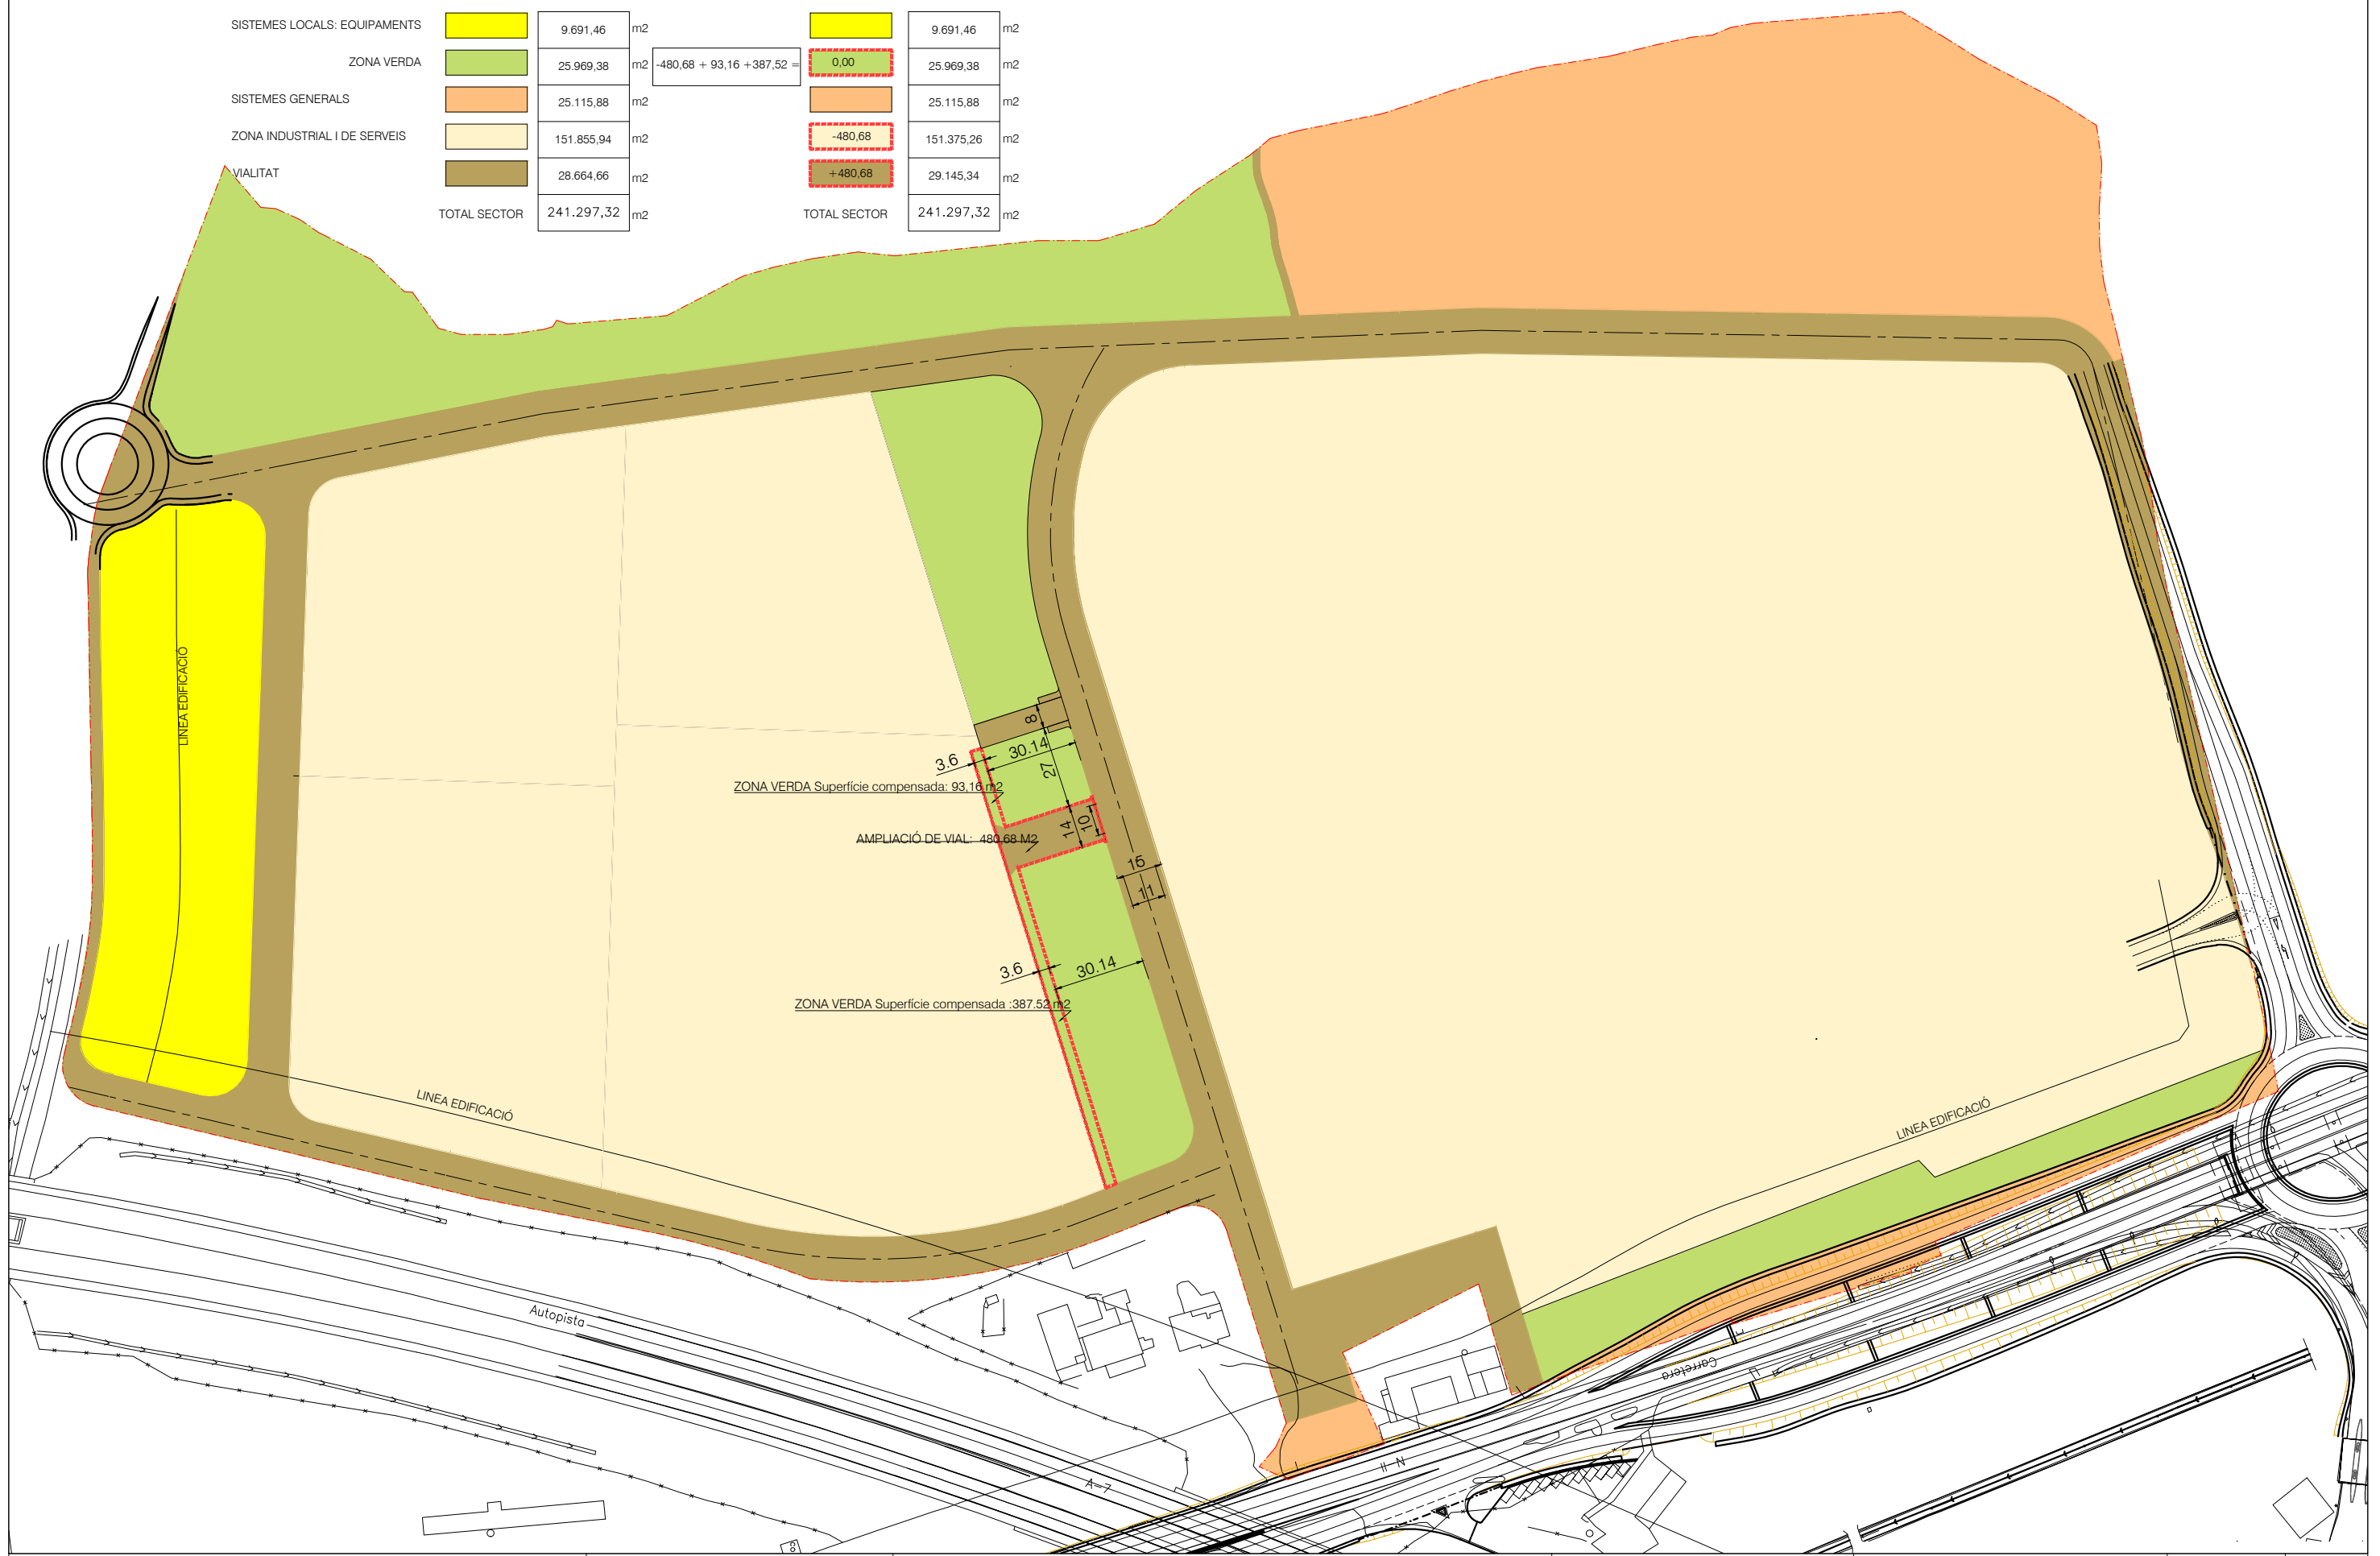 SISTEMES LOCALS: EQUIPAMENTS 9.691,46 m2 9.691,46 m2
ZONA VERDA 25.969,38 m2 -480,68 + 93,16 +387,52 = 0,00 25.969,38 m2
SISTEMES GENERALS 25.115,88 m2 25.115,88 m2
ZONA INDUSTRIAL I DE SERVEIS 151.855,94 m2 -480,68 151.375,26 m2
VIALITAT 28.664,66 m2 +480,68 29.145,34 m2
TOTAL SECTOR 241.297,32 m2 TOTAL SECTOR 241.297,32 m2
LINEA EDIFICACIÓ
8
3.6
30.14
27
ZONA VERDA Superfície compensada: 93,16 m2
14
10
AMPLIACIÓ DE VIAL: 480,68 M2
15
11
3.6
30.14
ZONA VERDA Superfície compensada :387.52 m2
LINEA EDIFICACIÓ
LINEA EDIFICACIÓ
Autopista
Carretera
A-7
N II